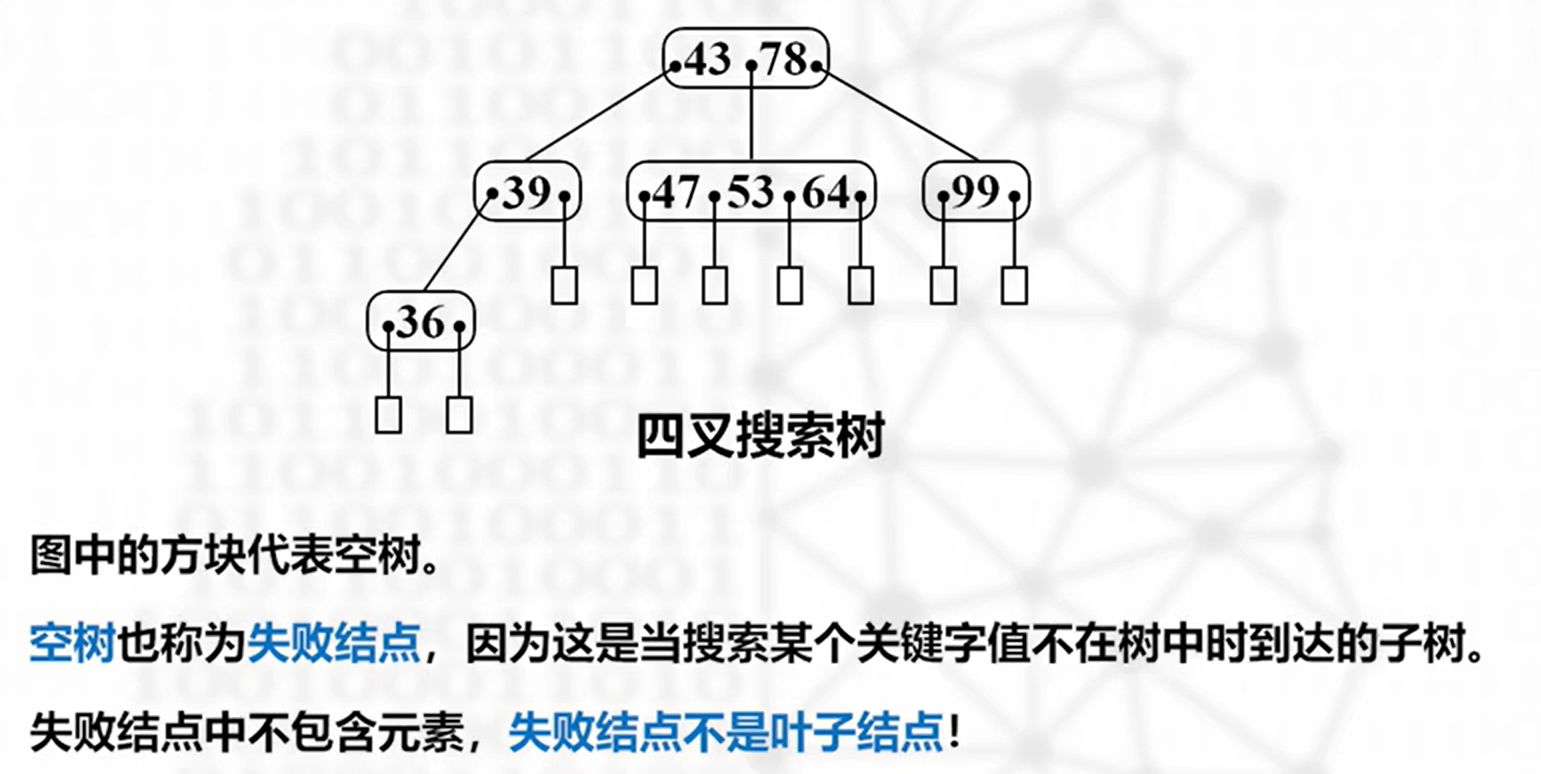 43 78
39 47 53 64 99
36
四叉搜索树
图中的方块代表空树。
空树也称为失败结点，因为这是当搜索某个关键字值不在树中时到达的子树。
失败结点中不包含元素，失败结点不是叶子结点！